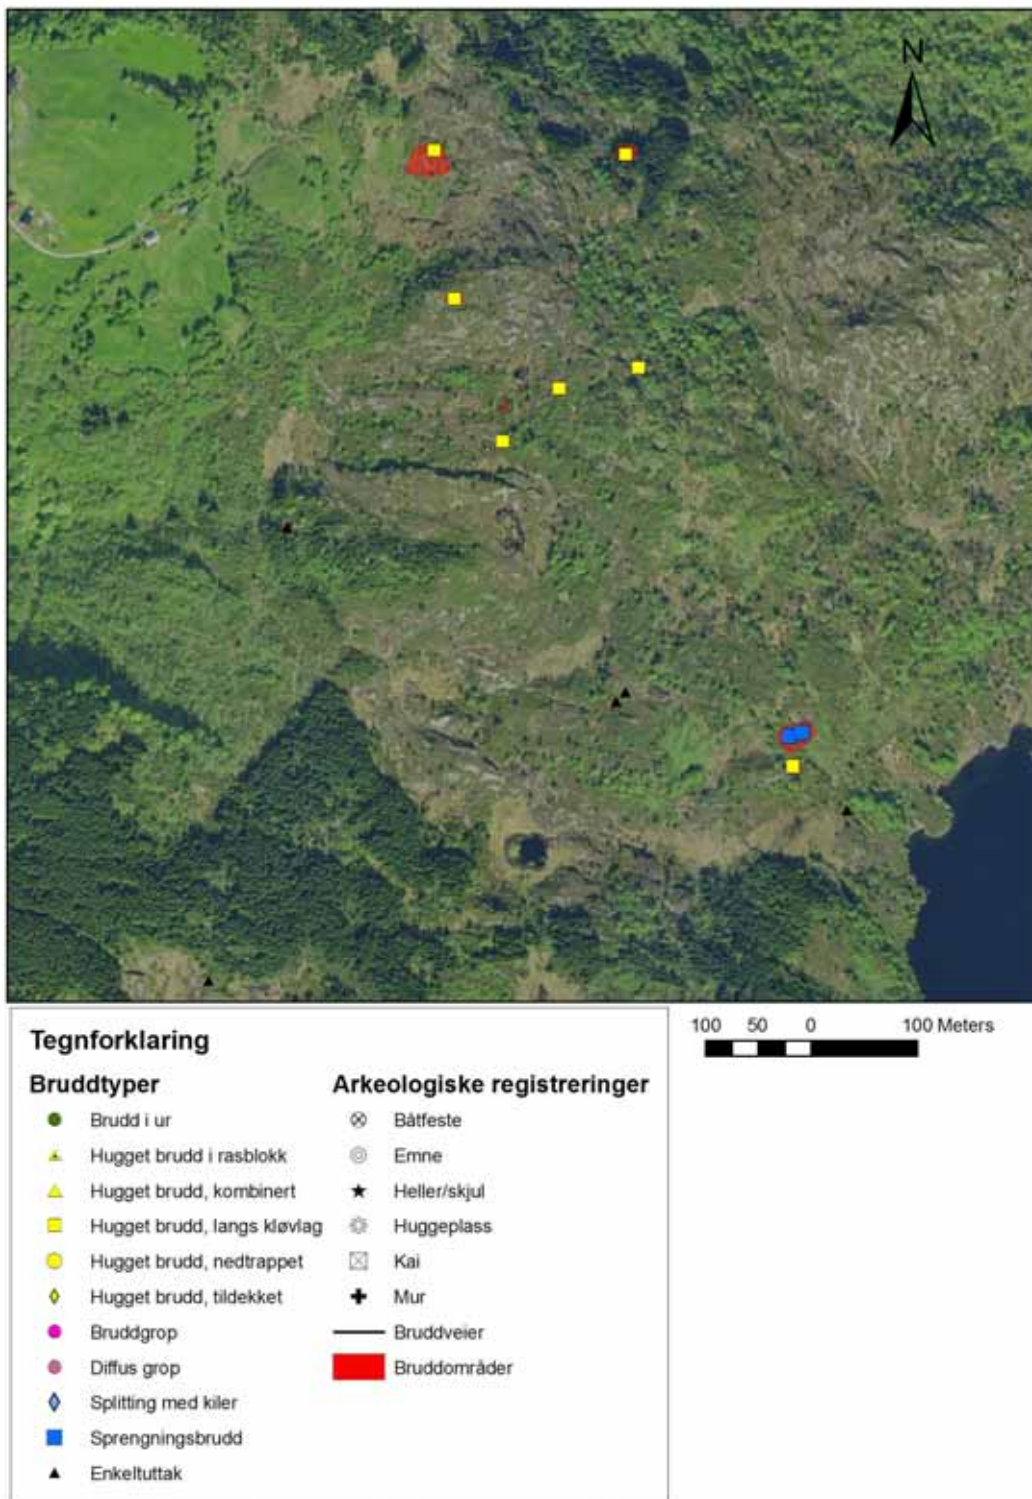 N
100 50 0 100 Meters
Tegnforklaring
Bruddtyper
Brudd i ur
Hugget brudd i rasblokk
Hugget brudd, kombinert
Hugget brudd, langs kløvlag
Hugget brudd, nedtrappet
Hugget brudd, tildekket
Bruddgrop
Diffus grop
Splitting med kiler
Sprengningsbrudd
Enkeltuttak
Arkeologiske registreringer
Båtfeste
Emne
Heller/skjul
Huggeplass
Kai
Mur
Bruddveier
Bruddområder